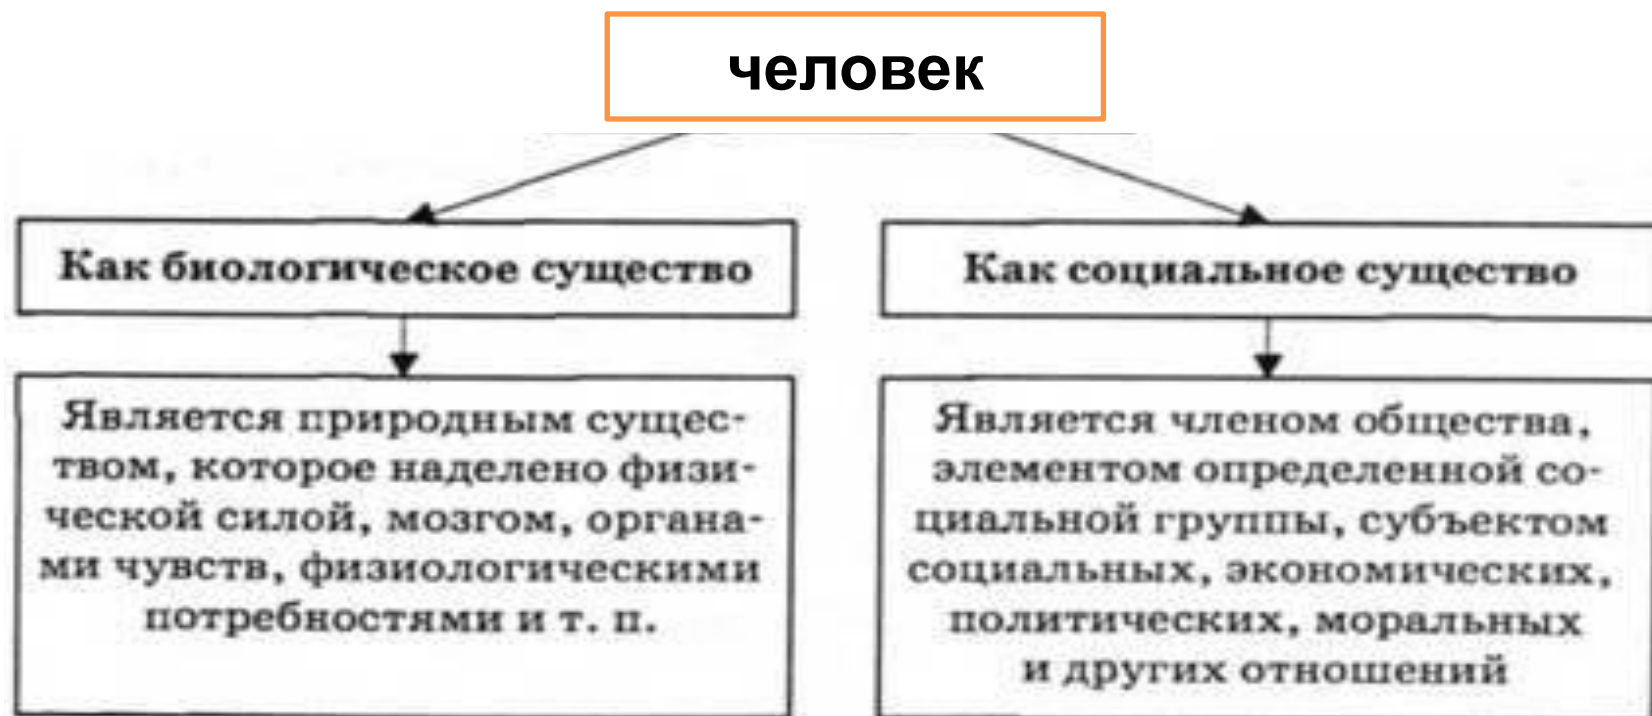 человек
Как биологическое существо
Является природным сущес-
твом, которое наделено физи-
ческой силой, мозгом, органа-
ми чувств, физиологическими
потребностями и т. п.
Как социальное существо
Является членом общества,
элементом определенной со-
циальной группы, субъектом
социальных, экономических,
политических, моральных
и других отношений